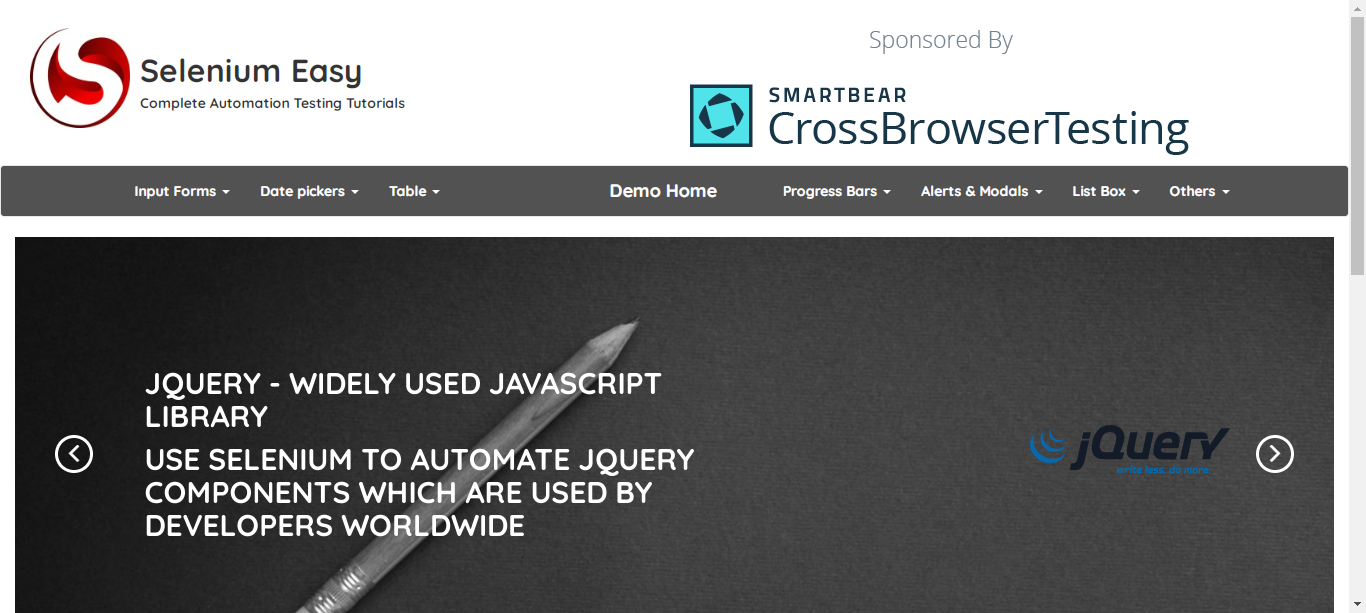 Sponsored By
Selenium Easy
Complete Automation Testing Tutorials
SMARTBEAR
CrossBrowserTesting
Input Forms Date pickers Table Demo Home Progress Bars Alerts & Modals List Box Others
JQUERY - WIDELY USED JAVASCRIPT
LIBRARY
USE SELENIUM TO AUTOMATE JQUERY
COMPONENTS WHICH ARE USED BY
DEVELOPERS WORLDWIDE
jQuery
write less, do more.